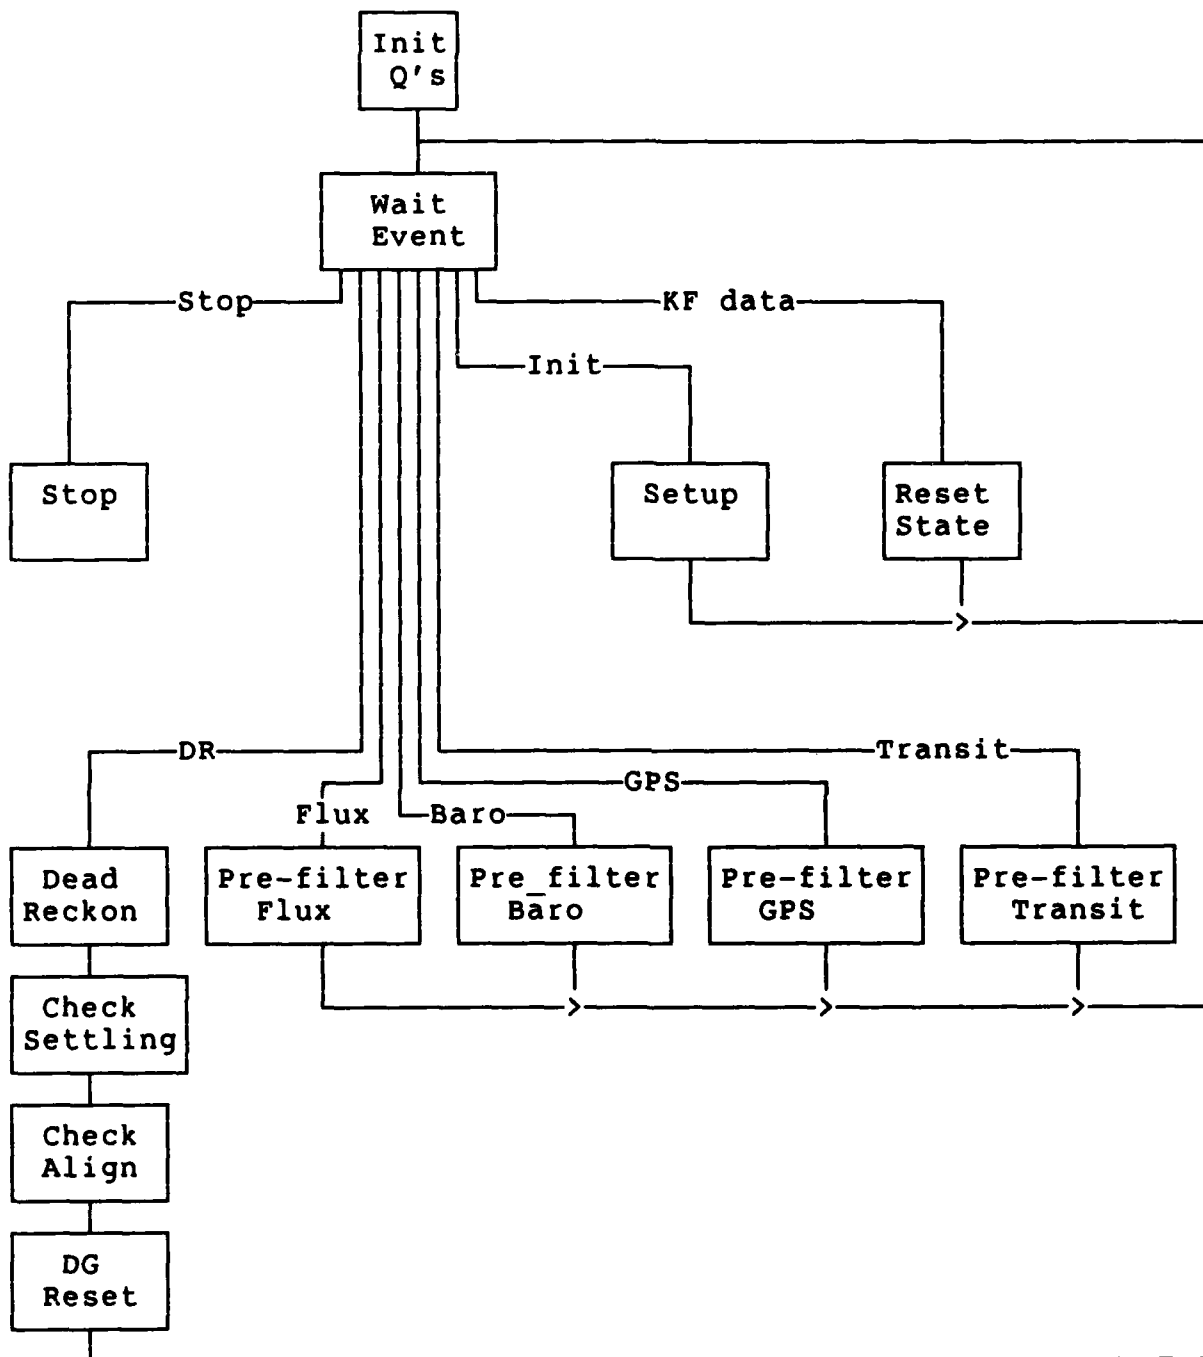 Init
Q's
Wait
Event
Stop
KF data
Init
Stop
Setup
Reset
State
DR
Transit
GPS
Flux
Baro
Dead
Reckon
Pre-filter
Flux
Pre_filter
Baro
Pre-filter
GPS
Pre-filter
Transit
Check
Settling
Check
Align
DG
Reset